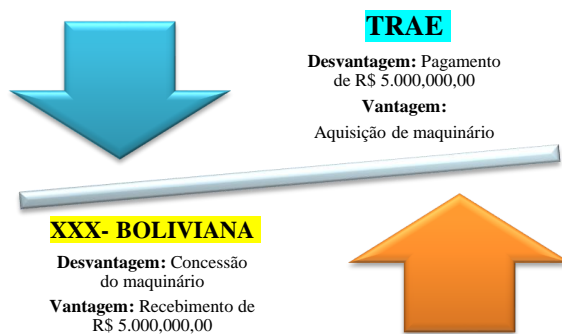 TRAE
Desvantagem: Pagamento
de R$ 5.000,000,00
Vantagem:
Aquisição de maquinário
XXX- BOLIVIANA
Desvantagem: Concessão
do maquinário
Vantagem: Recebimento de
R$ 5.000,000,00